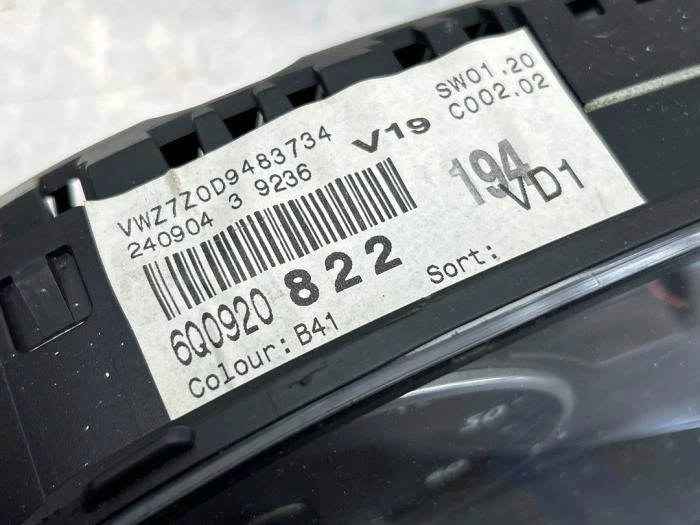 VWZ7Z0D9483734 V19 SW01.20
240904 3 9236 C002.02
194
VD1
6Q0920 822 Sort:
Colour: B41
50